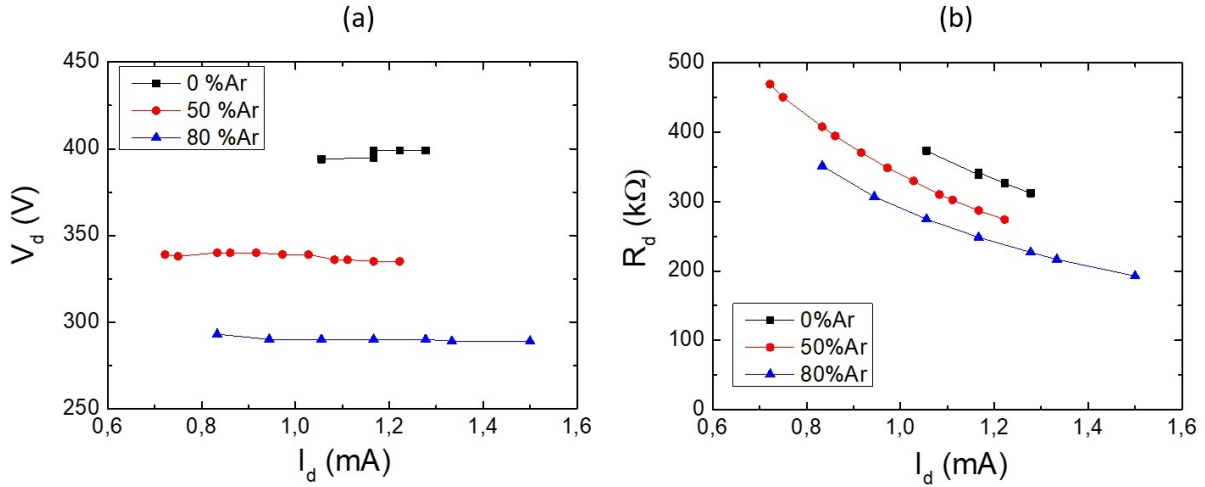 (a)
450
400
350
300
250
V_d (V)
0 %Ar
50 %Ar
80 %Ar
0,6 0,8 1,0 1,2 1,4 1,6
I_d (mA)
(b)
500
400
300
200
100
0
R_d (kΩ)
0%Ar
50%Ar
80%Ar
0,6 0,8 1,0 1,2 1,4 1,6
I_d (mA)